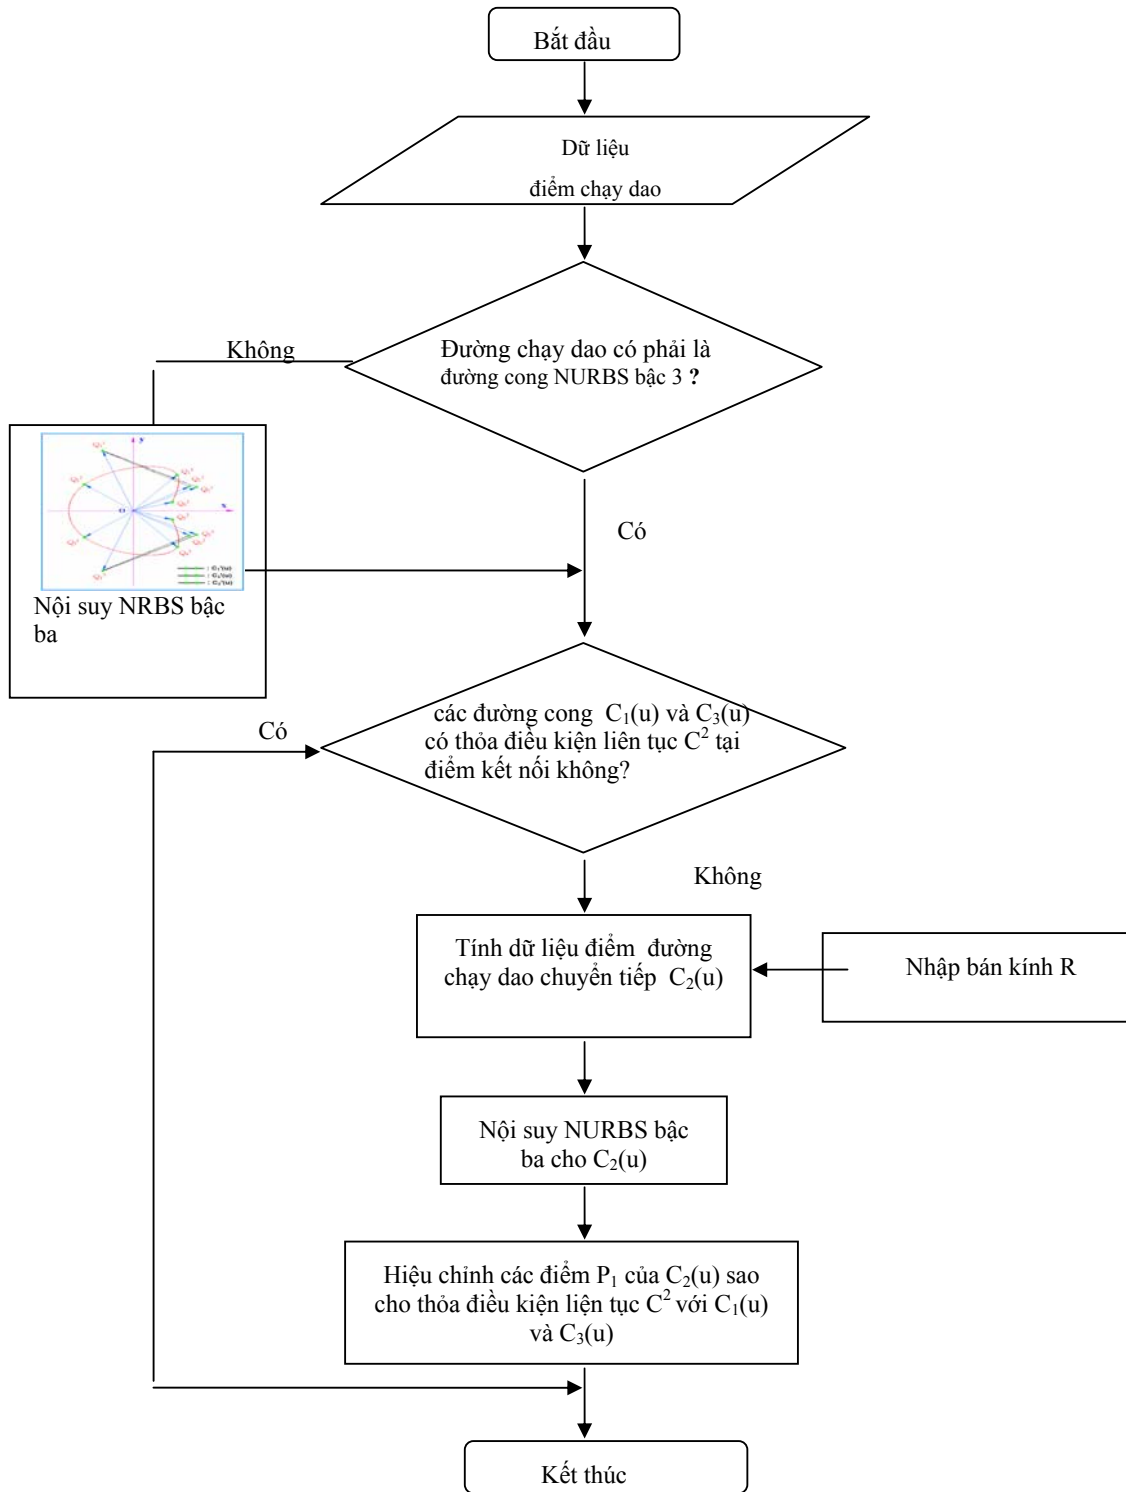 Bắt đầu
Dữ liệu
điểm chạy dao
Không
Đường chạy dao có phải là
đường cong NURBS bậc 3 ?
Có
Nội suy NRBS bậc
ba
Có
các đường cong C₁(u) và C₃(u)
có thỏa điều kiện liên tục C² tại
điểm kết nối không?
Không
Tính dữ liệu điểm đường
chạy dao chuyển tiếp C₂(u)
Nhập bán kính R
Nội suy NURBS bậc
ba cho C₂(u)
Hiệu chỉnh các điểm P₁ của C₂(u) sao
cho thỏa điều kiện liện tục C² với C₁(u)
và C₃(u)
Kết thúc